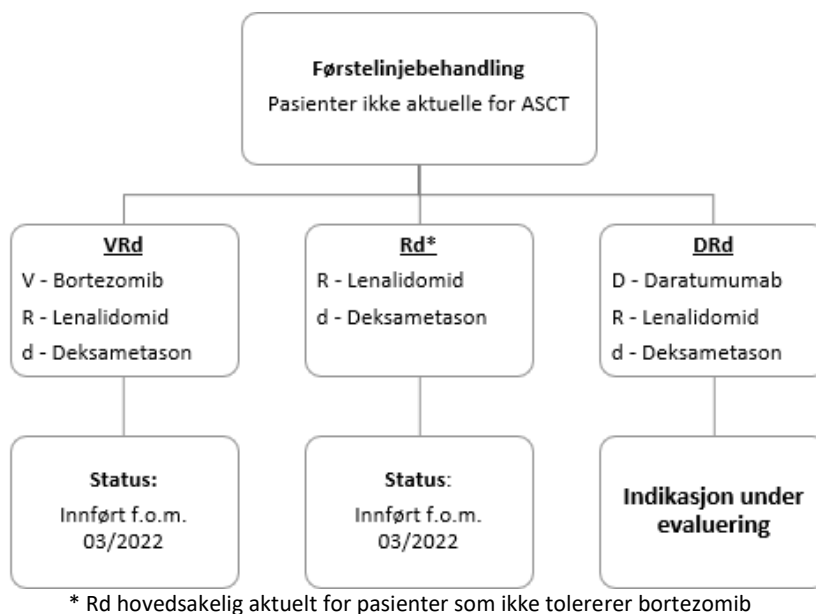 Førstelinjebehandling
Pasienter ikke aktuelle for ASCT
VRd
V - Bortezomib
R - Lenalidomid
d - Deksametason
Rd*
R - Lenalidomid
d - Deksametason
DRd
D - Daratumumab
R - Lenalidomid
d - Deksametason
Status:
Innført f.o.m.
03/2022
Status:
Innført f.o.m.
03/2022
Indikasjon under
evaluering
* Rd hovedsakelig aktuelt for pasienter som ikke tolererer bortezomib